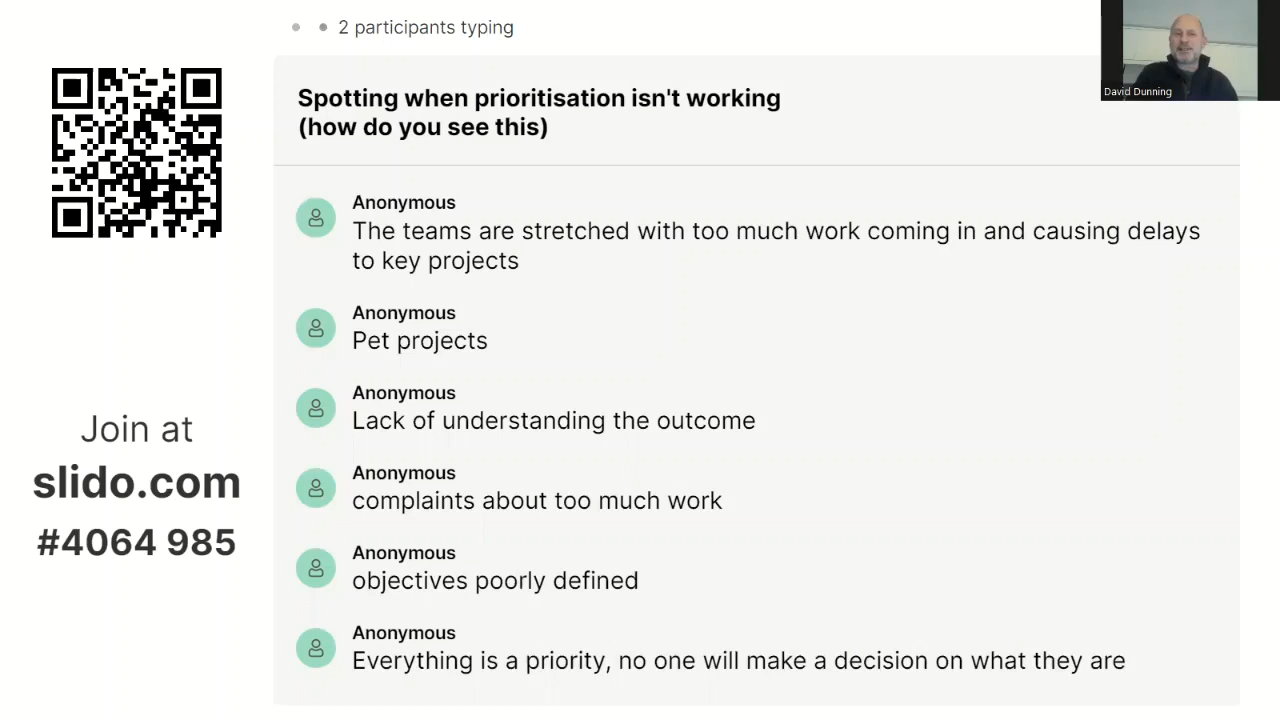 2 participants typing
Spotting when prioritisation isn't working
(how do you see this)
David Dunning
Anonymous
The teams are stretched with too much work coming in and causing delays
to key projects
Anonymous
Pet projects
Anonymous
Lack of understanding the outcome
Anonymous
complaints about too much work
Anonymous
objectives poorly defined
Anonymous
Everything is a priority, no one will make a decision on what they are
Join at
slido.com
#4064 985